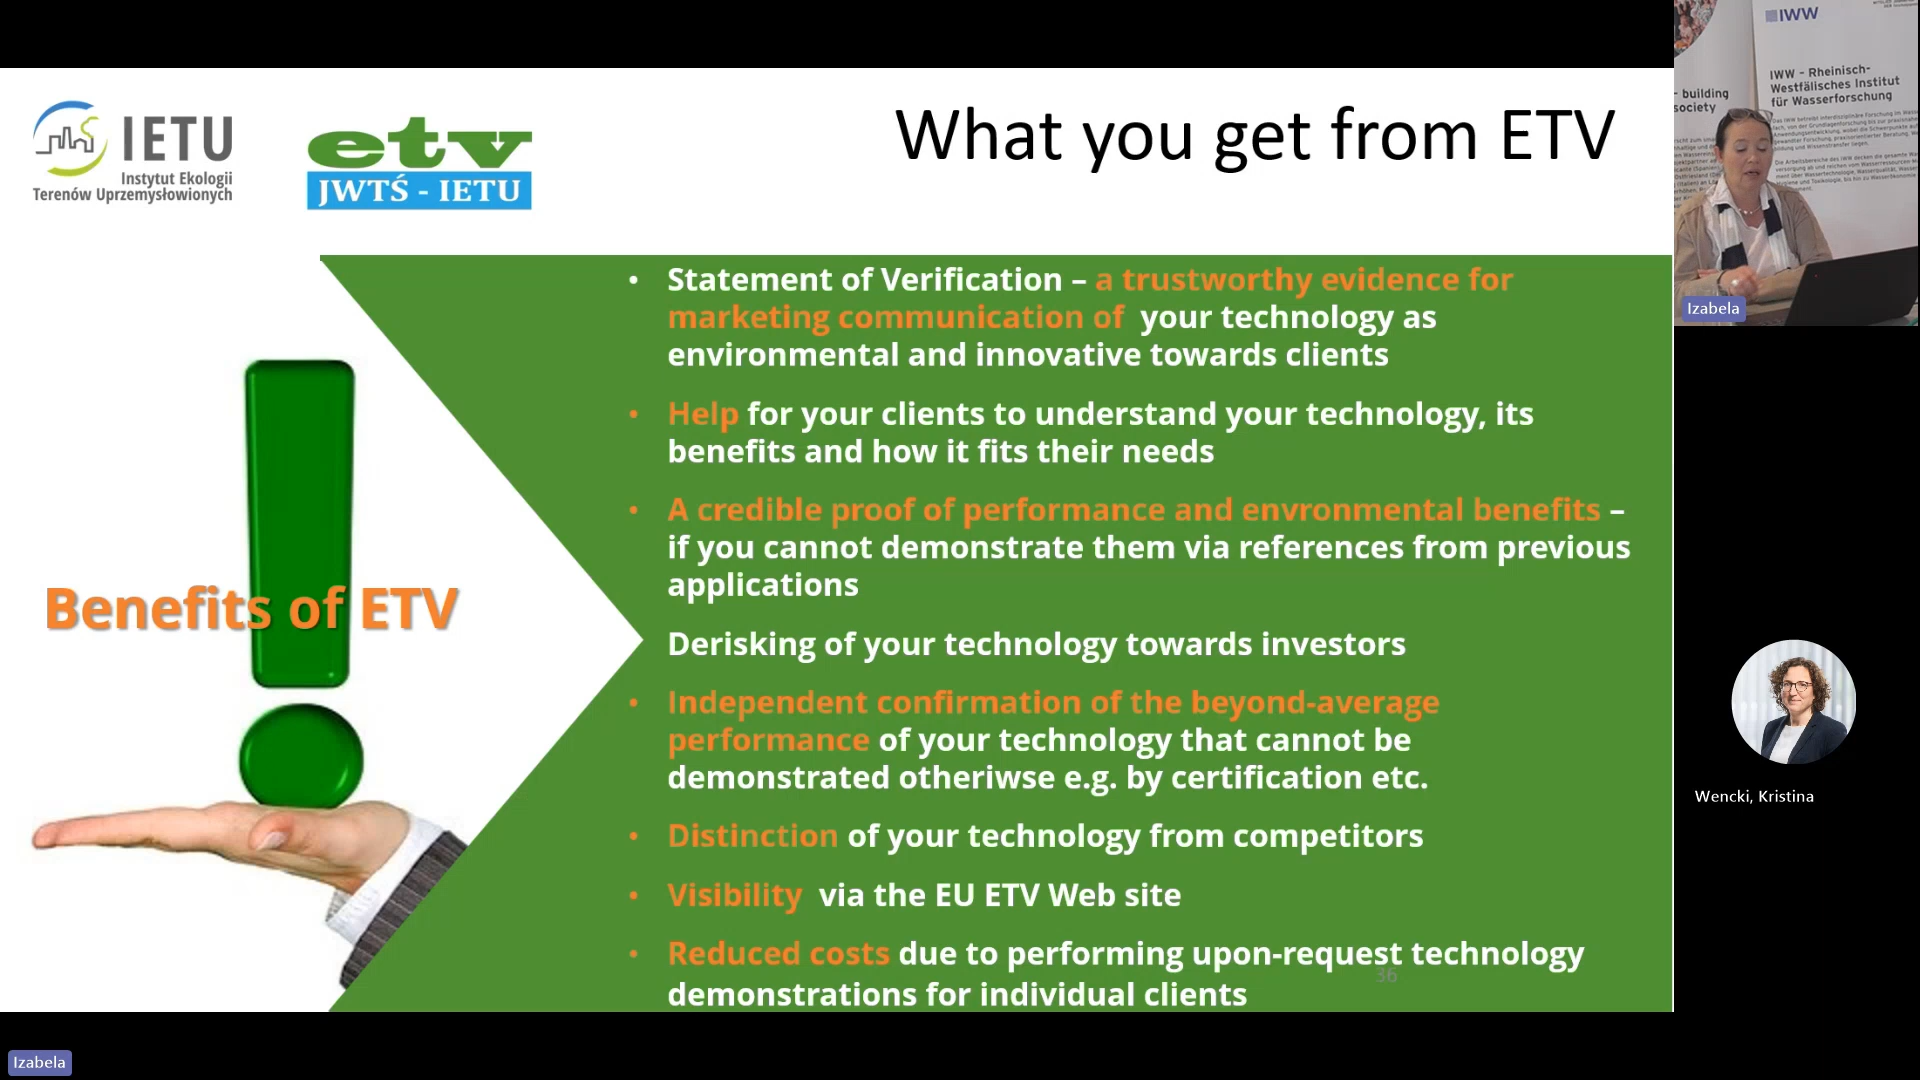 IETU
Instytut Ekologii
Terenów Uprzemysłowionych
etv
JWTŚ - IETU
What you get from ETV
Benefits of ETV
• Statement of Verification – a trustworthy evidence for
marketing communication of your technology as
environmental and innovative towards clients
• Help for your clients to understand your technology, its
benefits and how it fits their needs
• A credible proof of performance and envronmental benefits –
if you cannot demonstrate them via references from previous
applications
Derisking of your technology towards investors
• Independent confirmation of the beyond-average
performance of your technology that cannot be
demonstrated otheriwse e.g. by certification etc.
• Distinction of your technology from competitors
• Visibility via the EU ETV Web site
• Reduced costs due to performing upon-request technology
demonstrations for individual clients
36
IWW
IWW - Rheinisch-
Westfälisches Institut
für Wasserforschung
- building
society
Izabela
Wencki, Kristina
Izabela